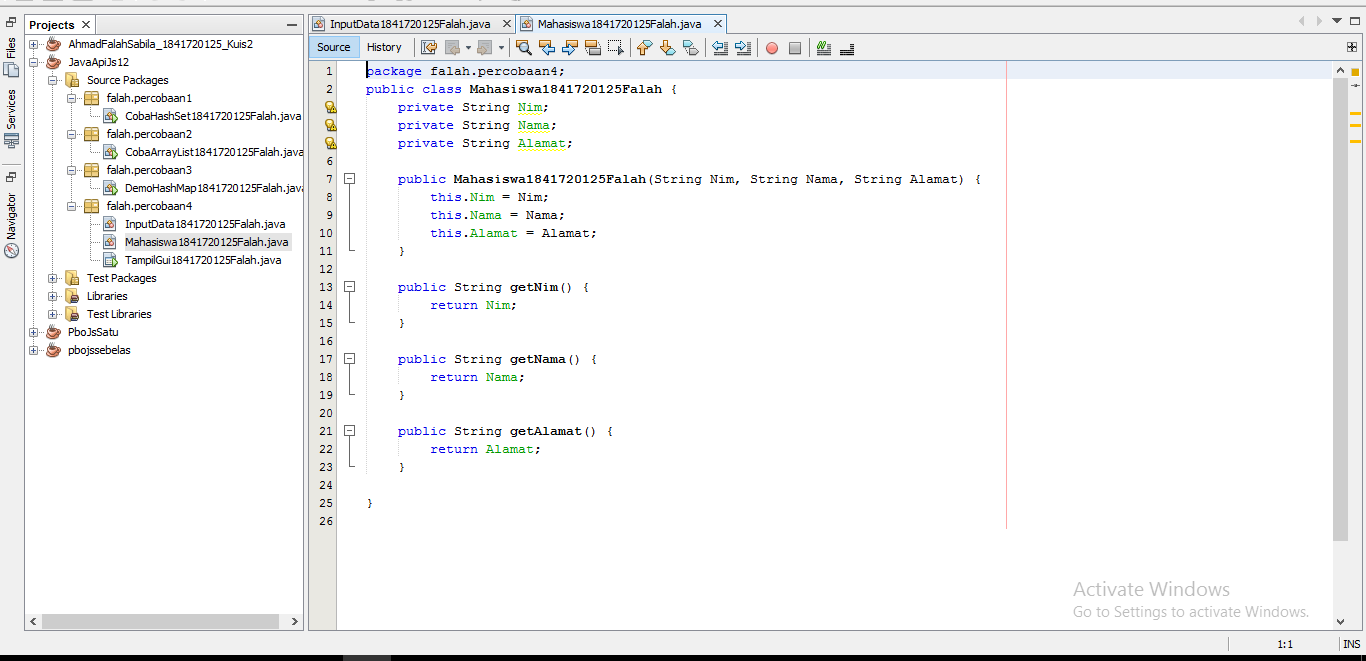 Projects
InputData1841720125Falah.java
Mahasiswa1841720125Falah.java
Files
Services
Navigator
AhmadFalahSabila_1841720125_Kuis2
JavaApiJs12
Source Packages
falah.percobaan1
CobaHashSet1841720125Falah.java
falah.percobaan2
CobaArrayList1841720125Falah.java
falah.percobaan3
DemoHashMap1841720125Falah.java
falah.percobaan4
InputData1841720125Falah.java
Mahasiswa1841720125Falah.java
TampilGui1841720125Falah.java
Test Packages
Libraries
Test Libraries
PboJsSatu
pbojssebelas
Source History
1 package falah.percobaan4;
2 public class Mahasiswa1841720125Falah {
private String Nim;
private String Nama;
private String Alamat;
6
7 public Mahasiswa1841720125Falah(String Nim, String Nama, String Alamat) {
8 this.Nim = Nim;
9 this.Nama = Nama;
10 this.Alamat = Alamat;
11 }
12
13 public String getNim() {
14 return Nim;
15 }
16
17 public String getNama() {
18 return Nama;
19 }
20
21 public String getAlamat() {
22 return Alamat;
23 }
24
25 }
26
Activate Windows
Go to Settings to activate Windows.
1:1 INS